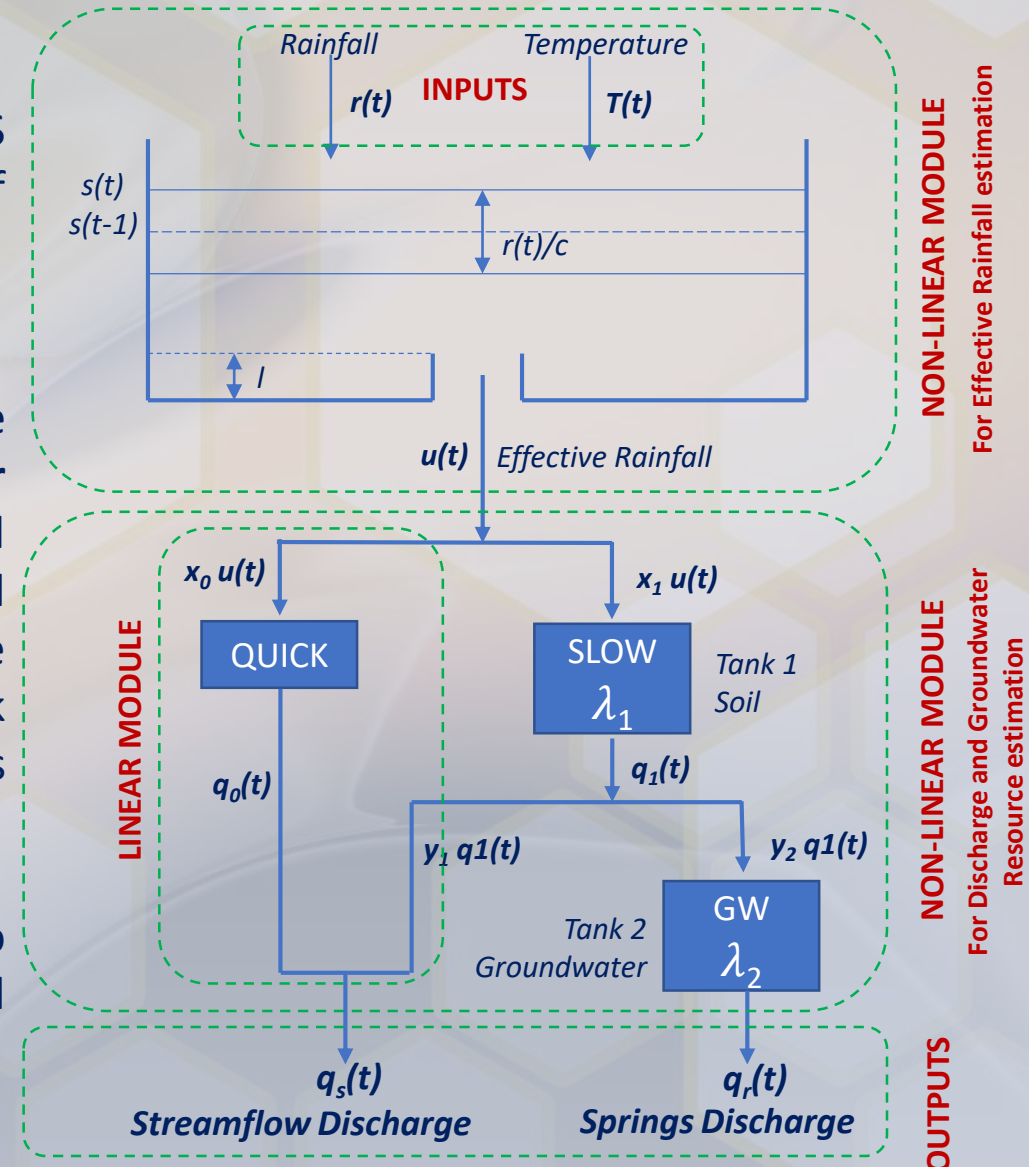 Rainfall
Temperature
INPUTS
r(t)
T(t)
s(t)
s(t-1)
r(t)/c
l
u(t)
Effective Rainfall
NON-LINEAR MODULE
For Effective Rainfall estimation
x₀ u(t)
x₁ u(t)
QUICK
SLOW
λ₁
Tank 1
Soil
LINEAR MODULE
q₀(t)
q₁(t)
y₁ q1(t)
y₂ q1(t)
GW
λ₂
Tank 2
Groundwater
NON-LINEAR MODULE
For Discharge and Groundwater
Resource estimation
qₛ(t)
Streamflow Discharge
qᵣ(t)
Springs Discharge
OUTPUTS